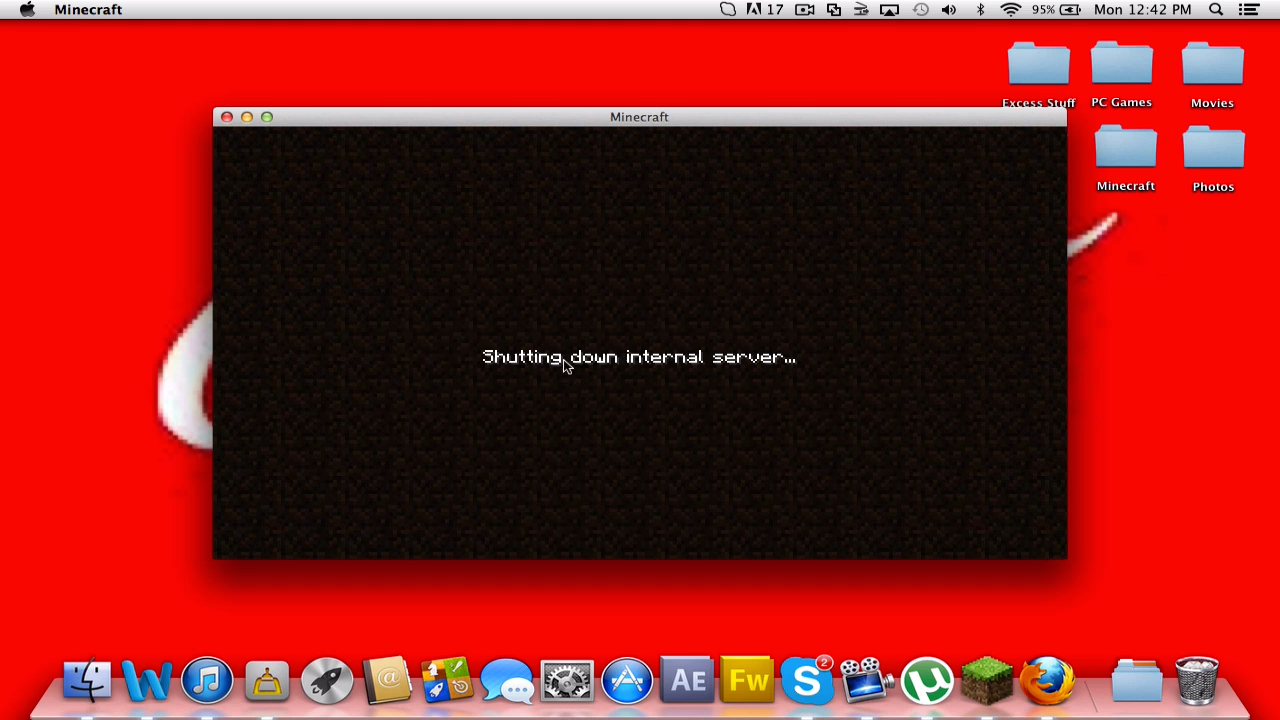 Minecraft
17
95%
Mon 12:42 PM
Excess Stuff
PC Games
Movies
Minecraft
Minecraft
Photos
Shutting down internal server...
W
@
AE
Fw
S
2
µ